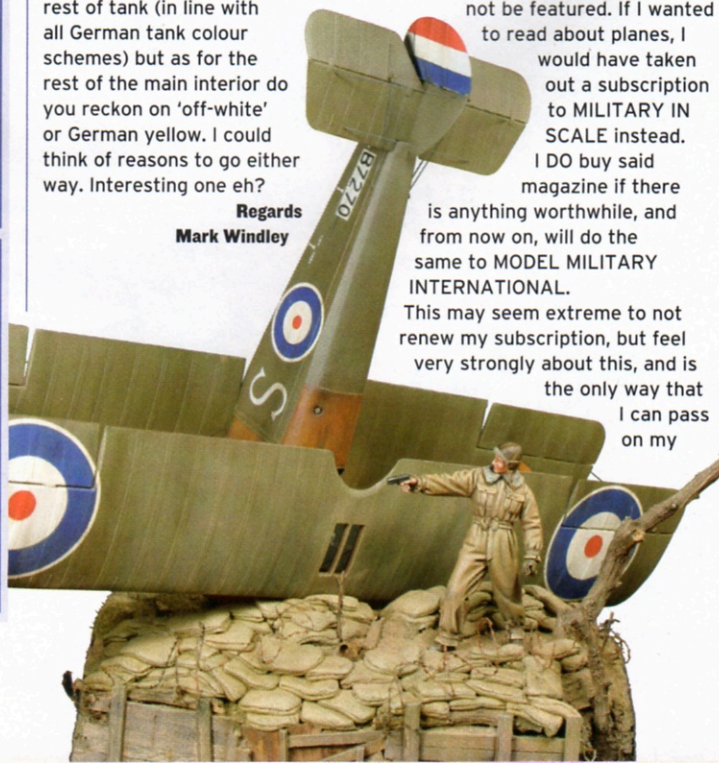 rest of tank (in line with
all German tank colour
schemes) but as for the
rest of the main interior do
you reckon on 'off-white'
or German yellow. I could
think of reasons to go either
way. Interesting one eh?
Regards
Mark Windley
not be featured. If I wanted
to read about planes, I
would have taken
out a subscription
to MILITARY IN
SCALE instead.
I DO buy said
magazine if there
is anything worthwhile, and
from now on, will do the
same to MODEL MILITARY
INTERNATIONAL.
This may seem extreme to not
renew my subscription, but feel
very strongly about this, and is
the only way that
I can pass
on my
B7270
S